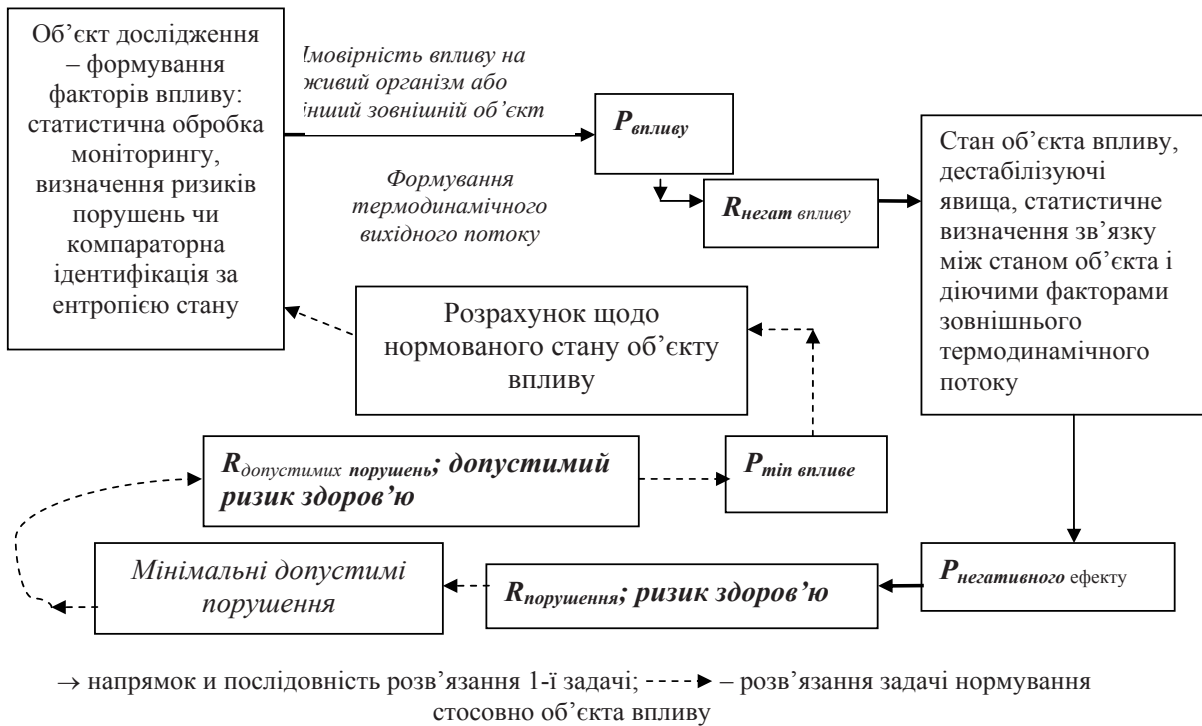 Об’єкт дослідження
– формування
факторів впливу:
статистична обробка
моніторингу,
визначення ризиків
порушень чи
компараторна
ідентифікація за
ентропією стану
Імовірність впливу на
живий організм або
інший зовнішній об’єкт
Формування
термодинамічного
вихідного потоку
Pвпливу
Rнегат впливу
Стан об’єкта впливу,
дестабілізуючі
явища, статистичне
визначення зв’язку
між станом об’єкта і
діючими факторами
зовнішнього
термодинамічного
потоку
Розрахунок щодо
нормованого стану об’єкту
впливу
Rдопустимих порушень; допустимий
ризик здоров’ю
Pmin впливе
Мінімальні допустимі
порушення
Rпорушення; ризик здоров’ю
Pнегативного ефекту
→ напрямок и послідовність розв’язання 1-ї задачі; – розв’язання задачі нормування
стосовно об’єкта впливу